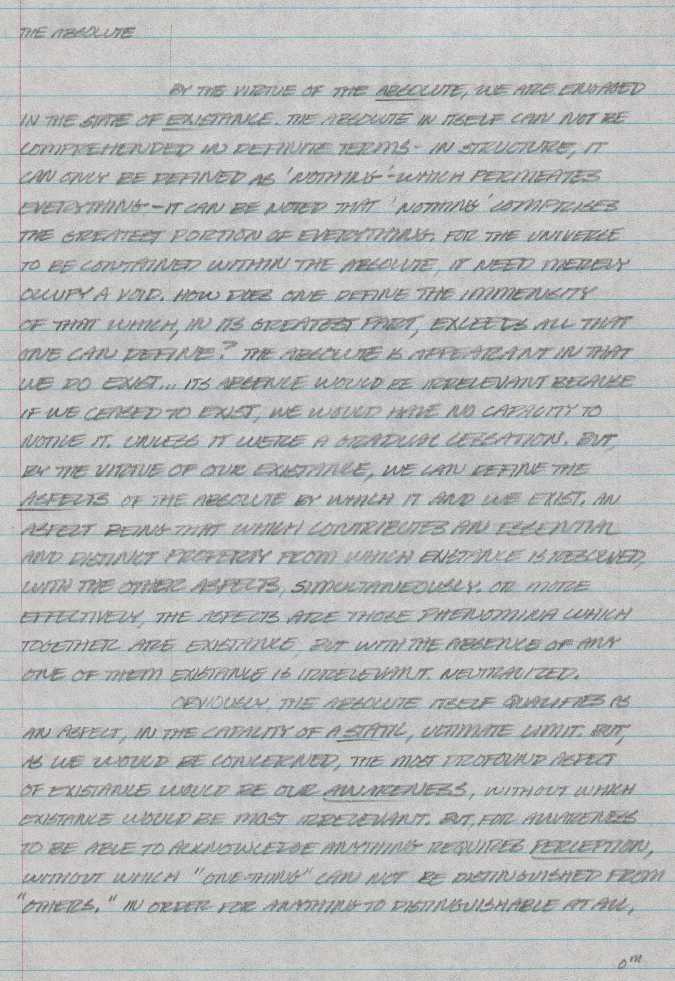 THE ABSOLUTE
BY THE VIRTUE OF THE ABSOLUTE, WE ARE ENGAGED
IN THE STATE OF EXISTANCE. THE ABSOLUTE IN ITSELF CAN NOT BE
COMPREHENDED IN DEFINITE TERMS - IN STRUCTURE, IT
CAN ONLY BE DEFINED AS 'NOTHING' - WHICH PERMEATES
EVERYTHING - IT CAN BE NOTED THAT 'NOTHING' COMPRISES
THE GREATEST PORTION OF EVERYTHING. FOR THE UNIVERSE
TO BE CONTAINED WITHIN THE ABSOLUTE, IT NEED MERELY
OCCUPY A VOID. HOW DOES ONE DEFINE THE IMMENSITY
OF THAT WHICH, IN ITS GREATEST PART, EXCEEDS ALL THAT
ONE CAN DEFINE? THE ABSOLUTE IS APPEARANT IN THAT
WE DO EXIST... ITS ABSENCE WOULD BE IRRELEVANT BECAUSE
IF WE CEASED TO EXIST, WE WOULD HAVE NO CAPACITY TO
NOTICE IT. UNLESS IT WERE A GRADUAL CESSATION. BUT,
BY THE VIRTUE OF OUR EXISTANCE, WE CAN DEFINE THE
ASPECTS OF THE ABSOLUTE BY WHICH IT AND WE EXIST. AN
ASPECT BEING THAT WHICH CONTRIBUTES AN ESSENTIAL
AND DISTINCT PROPERTY FROM WHICH EXISTANCE IS RESOLVED,
WITH THE OTHER ASPECTS, SIMULTANEOUSLY. OR MORE
EFFECTIVELY, THE ASPECTS ARE THOSE PHENOMINA WHICH
TOGETHER ARE EXISTANCE, BUT WITH THE ABSENCE OF ANY
ONE OF THEM EXISTANCE IS IRRELEVANT. NEUTRALIZED.
OBVIOUSLY, THE ABSOLUTE ITSELF QUALIFIES AS
AN ASPECT, IN THE CAPACITY OF A STATIC, ULTIMATE LIMIT. BUT,
AS WE WOULD BE CONCERNED, THE MOST PROFOUND ASPECT
OF EXISTANCE WOULD BE OUR AWARENESS, WITHOUT WHICH
EXISTANCE WOULD BE MOST IRRELEVANT. BUT, FOR AWARENESS
TO BE ABLE TO ACKNOWLEDGE ANYTHING REQUIRES PERCEPTION,
WITHOUT WHICH "ONE-THING" CAN NOT BE DISTINGUISHED FROM
"OTHERS." IN ORDER FOR ANYTHING TO DISTINGUISHABLE AT ALL,